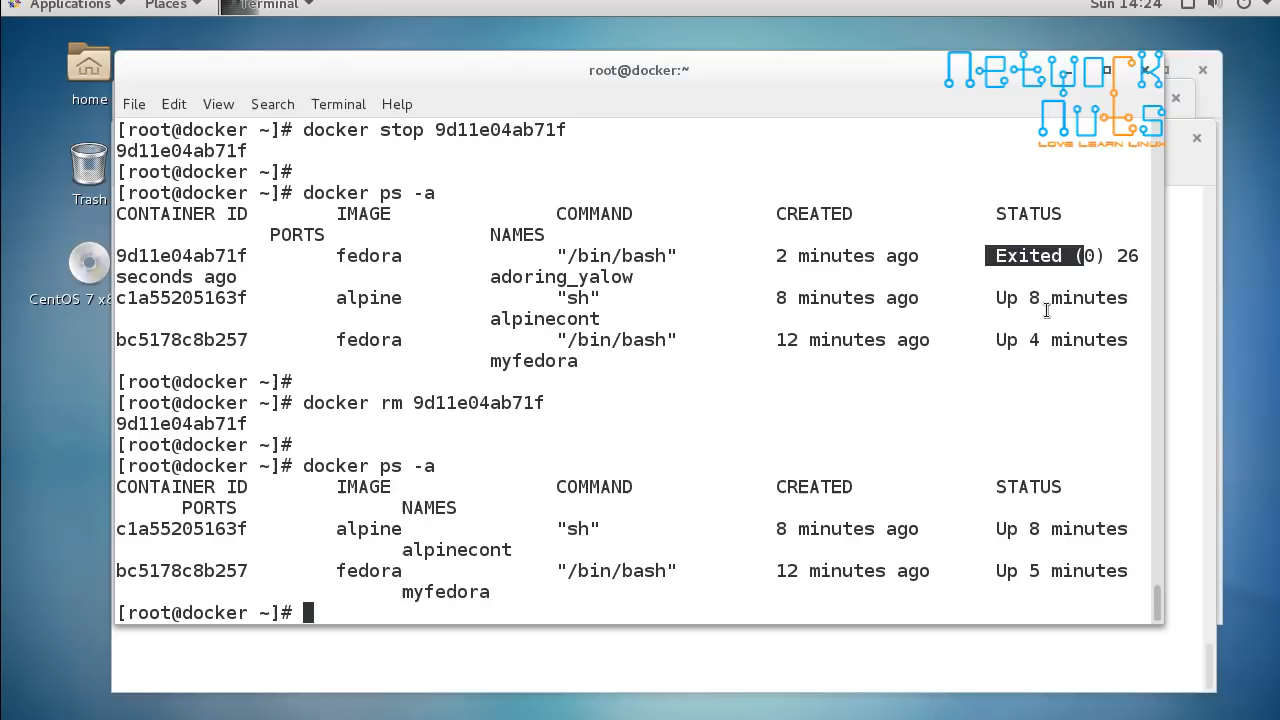 Applications Places Terminal Sun 14:24
home
Trash
CentOS 7 x8
root@docker:~
NETWORK
NUTS
LOVE LEARN LINUX
File Edit View Search Terminal Help
[root@docker ~]# docker stop 9d11e04ab71f
9d11e04ab71f
[root@docker ~]#
[root@docker ~]# docker ps -a
CONTAINER ID IMAGE COMMAND CREATED STATUS
PORTS NAMES
9d11e04ab71f fedora "/bin/bash" 2 minutes ago Exited (0) 26
seconds ago adoring_yalow
c1a55205163f alpine "sh" 8 minutes ago Up 8 minutes
alpinecont
bc5178c8b257 fedora "/bin/bash" 12 minutes ago Up 4 minutes
myfedora
[root@docker ~]#
[root@docker ~]# docker rm 9d11e04ab71f
9d11e04ab71f
[root@docker ~]#
[root@docker ~]# docker ps -a
CONTAINER ID IMAGE COMMAND CREATED STATUS
PORTS NAMES
c1a55205163f alpine "sh" 8 minutes ago Up 8 minutes
alpinecont
bc5178c8b257 fedora "/bin/bash" 12 minutes ago Up 5 minutes
myfedora
[root@docker ~]#